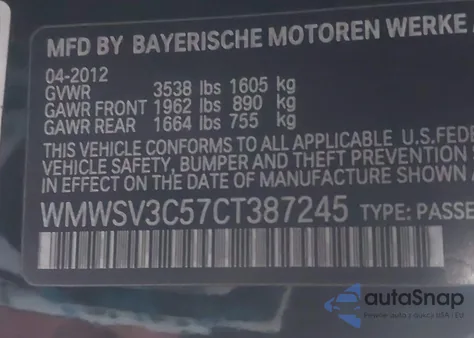 MFD BY BAYERISCHE MOTOREN WERKE
04-2012
GVWR 3538 lbs 1605 kg
GAWR FRONT 1962 lbs 890 kg
GAWR REAR 1664 lbs 755 kg
THIS VEHICLE CONFORMS TO ALL APPLICABLE U.S.FED
VEHICLE SAFETY, BUMPER AND THEFT PREVENTION
IN EFFECT ON THE DATE OF MANUFACTURE SHOWN
WMWSV3C57CT387245 TYPE: PASSE
autoSnap